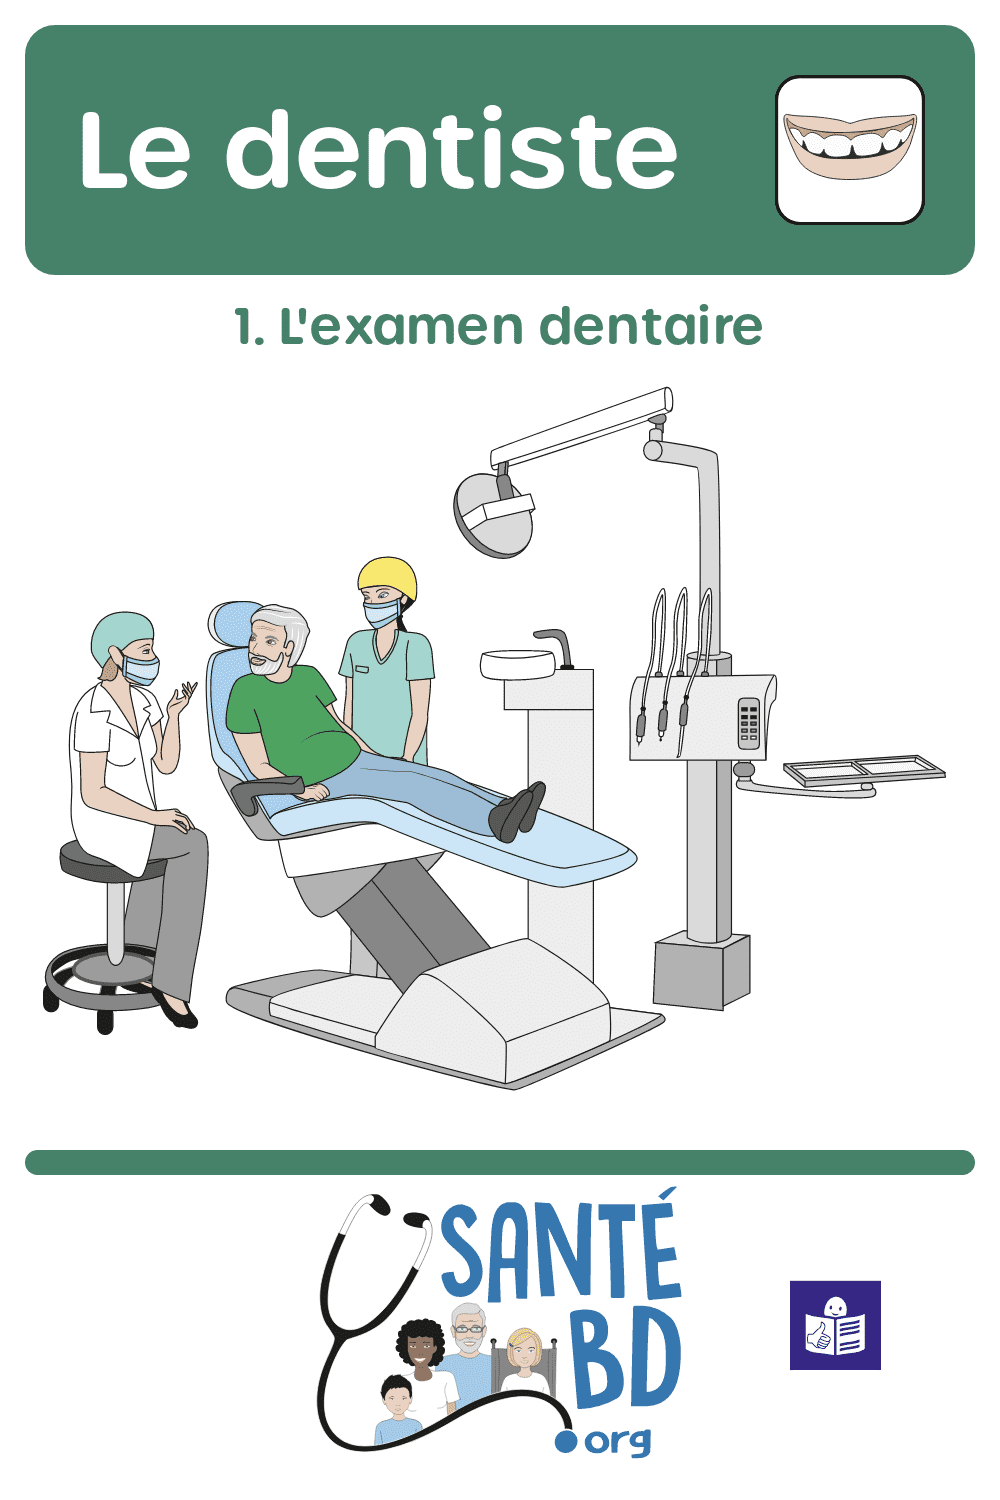 Le dentiste
1. L'examen dentaire
SANTÉ
BD
.org